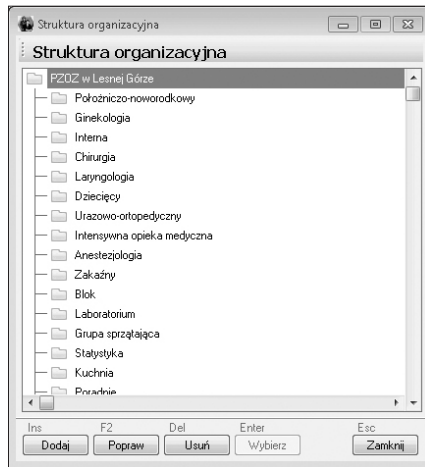 Struktura organizacyjna
Struktura organizacyjna
PZOZ w Lesnej Górze
Położniczo-noworodkowy
Ginekologia
Interna
Chirurgia
Laryngologia
Dziecięcy
Urazowo-ortopedyczny
Intensywna opieka medyczna
Anestezjologia
Zakaźny
Blok
Laboratorium
Grupa sprzątająca
Statystyka
Kuchnia
Poradnie
Ins F2 Del Enter Esc
Dodaj Popraw Usuń Wybierz Zamknij